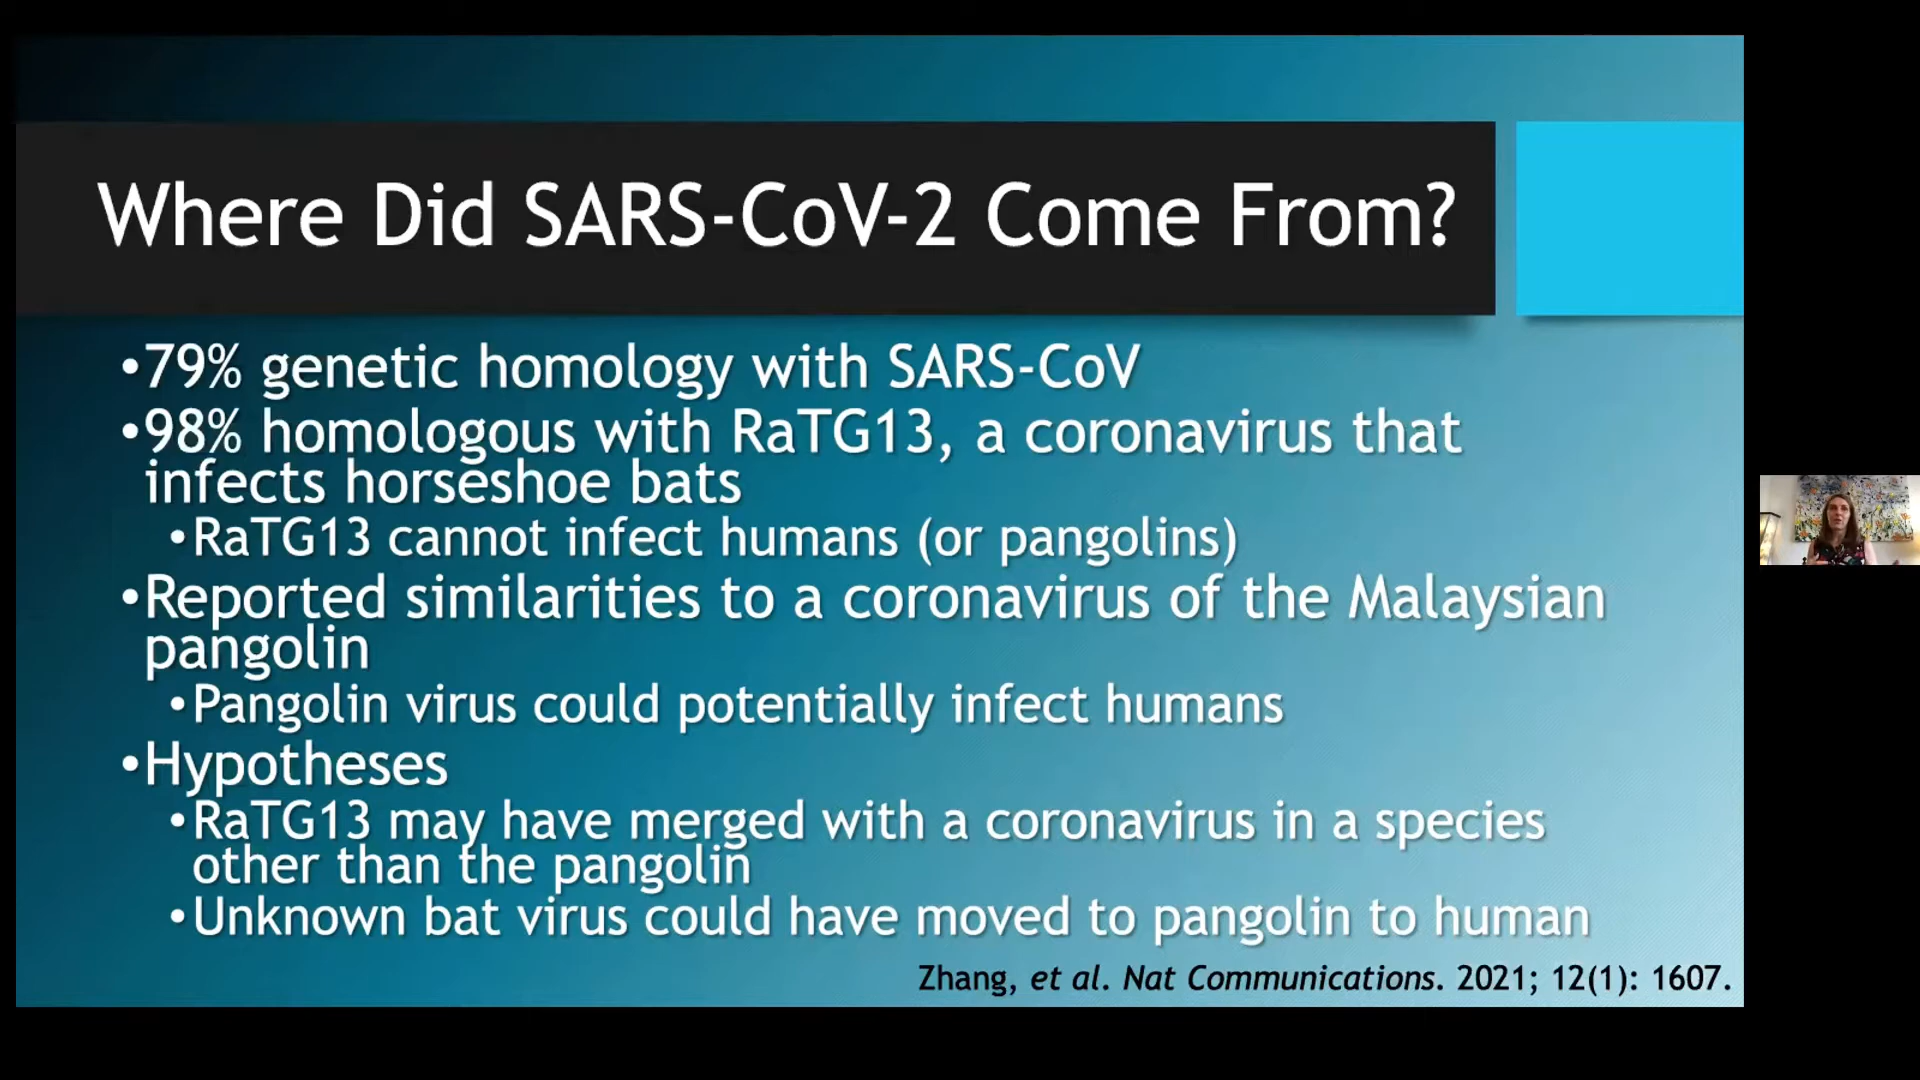 Where Did SARS-CoV-2 Come From?
•79% genetic homology with SARS-CoV
•98% homologous with RaTG13, a coronavirus that
infects horseshoe bats
•RaTG13 cannot infect humans (or pangolins)
•Reported similarities to a coronavirus of the Malaysian
pangolin
•Pangolin virus could potentially infect humans
•Hypotheses
•RaTG13 may have merged with a coronavirus in a species
other than the pangolin
•Unknown bat virus could have moved to pangolin to human
Zhang, et al. Nat Communications. 2021; 12(1): 1607.